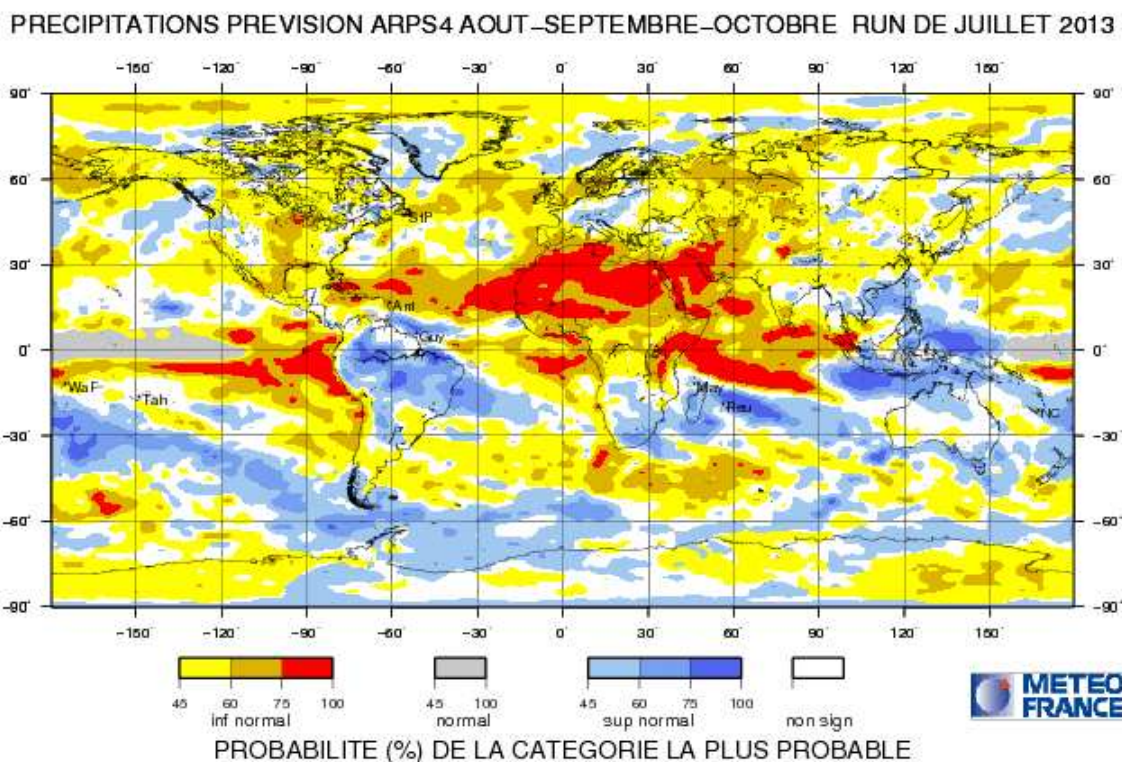 PRECIPITATIONS PREVISION ARPS4 AOUT-SEPTEMBRE-OCTOBRE RUN DE JUILLET 2013
-150° -120° -90° -60° -30° 0° 30° 60° 90° 120° 150°
90° 90°
60° 60°
StP
30° 30°
Ant
Guy
0° 0°
WaF May
Tah Reu NC
-30° -30°
-60° -60°
-90° -90°
-150° -120° -90° -60° -30° 0° 30° 60° 90° 120° 150°
45 60 75 100 45 100 45 60 75 100
inf normal normal sup normal non sign
METEO
FRANCE
PROBABILITE (%) DE LA CATEGORIE LA PLUS PROBABLE